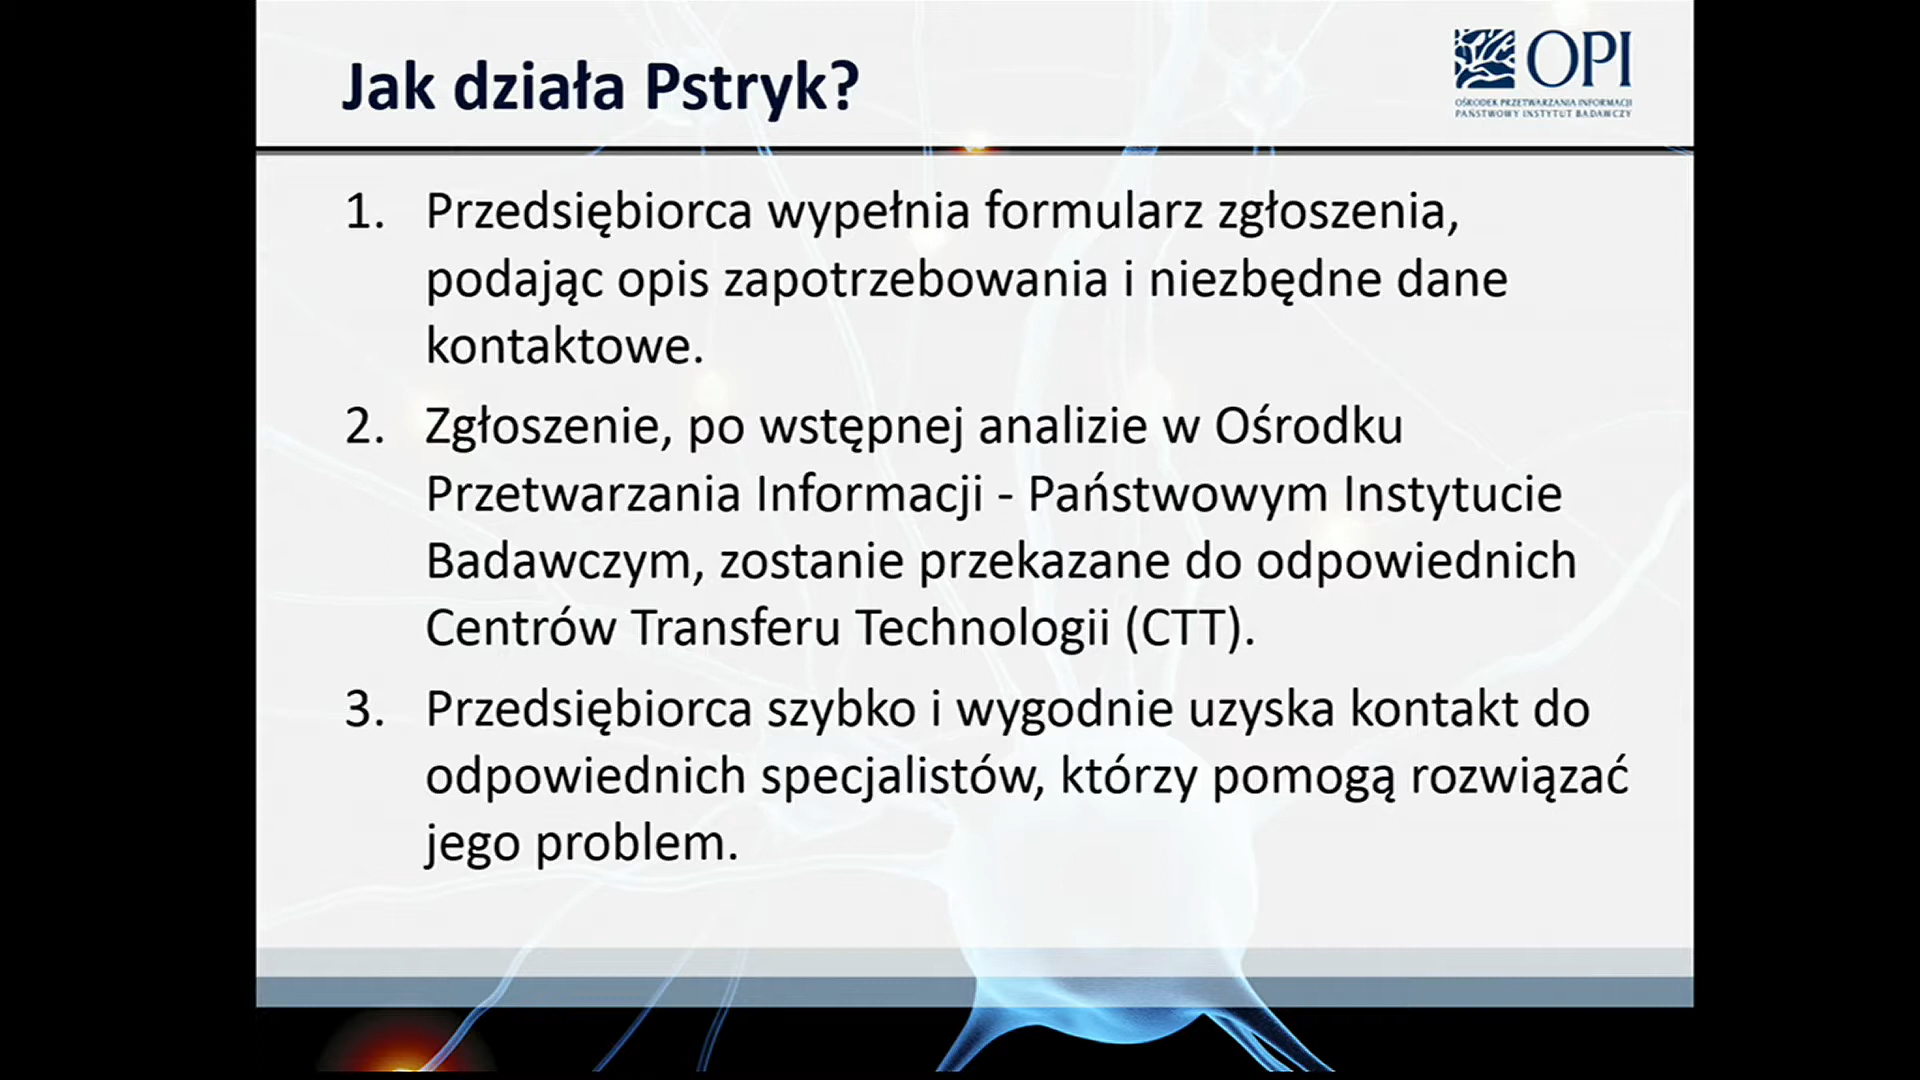 Jak działa Pstryk?
OPI
OŚRODEK PRZETWARZANIA INFORMACJI
PAŃSTWOWY INSTYTUT BADAWCZY
1. Przedsiębiorca wypełnia formularz zgłoszenia,
podając opis zapotrzebowania i niezbędne dane
kontaktowe.
2. Zgłoszenie, po wstępnej analizie w Ośrodku
Przetwarzania Informacji - Państwowym Instytucie
Badawczym, zostanie przekazane do odpowiednich
Centrów Transferu Technologii (CTT).
3. Przedsiębiorca szybko i wygodnie uzyska kontakt do
odpowiednich specjalistów, którzy pomogą rozwiązać
jego problem.